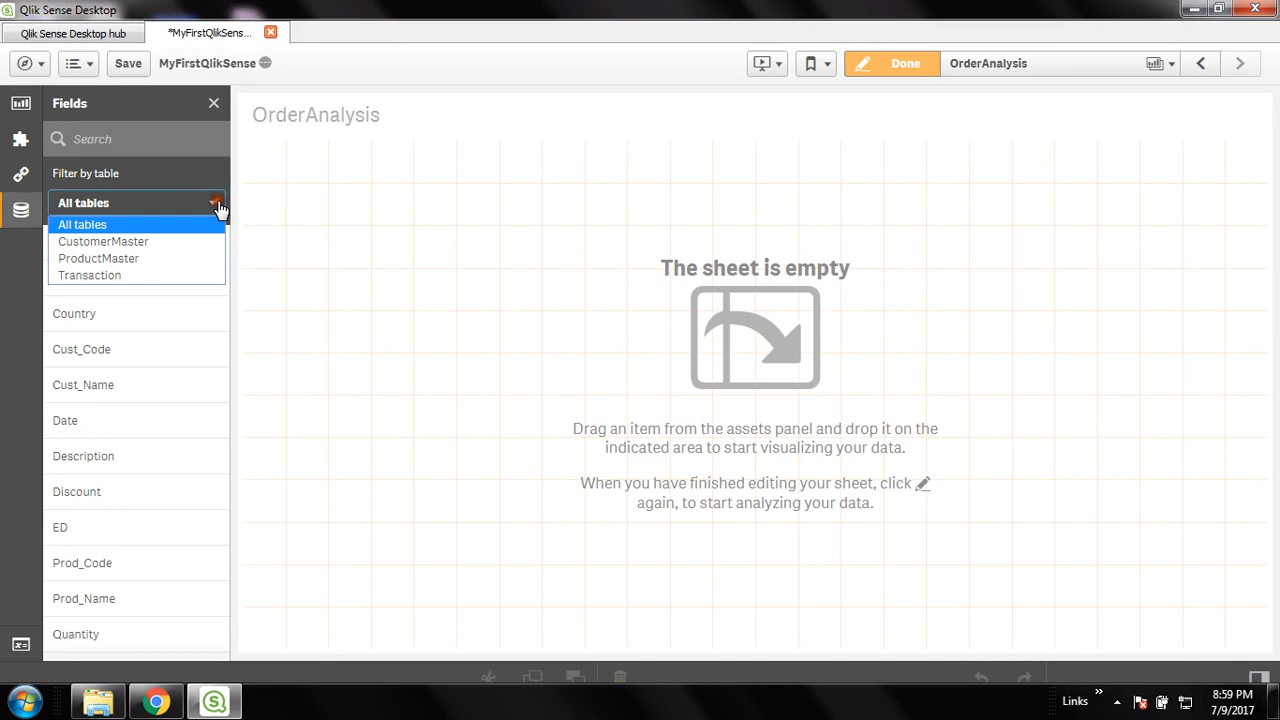 Qlik Sense Desktop
Qlik Sense Desktop hub
*MyFirstQlikSens...
Save
MyFirstQlikSense
Done
OrderAnalysis
Fields
Search
Filter by table
All tables
All tables
CustomerMaster
ProductMaster
Transaction
Country
Cust_Code
Cust_Name
Date
Description
Discount
ED
Prod_Code
Prod_Name
Quantity
OrderAnalysis
The sheet is empty
Drag an item from the assets panel and drop it on the
indicated area to start visualizing your data.
When you have finished editing your sheet, click
again, to start analyzing your data.
Links
8:59 PM
7/9/2017